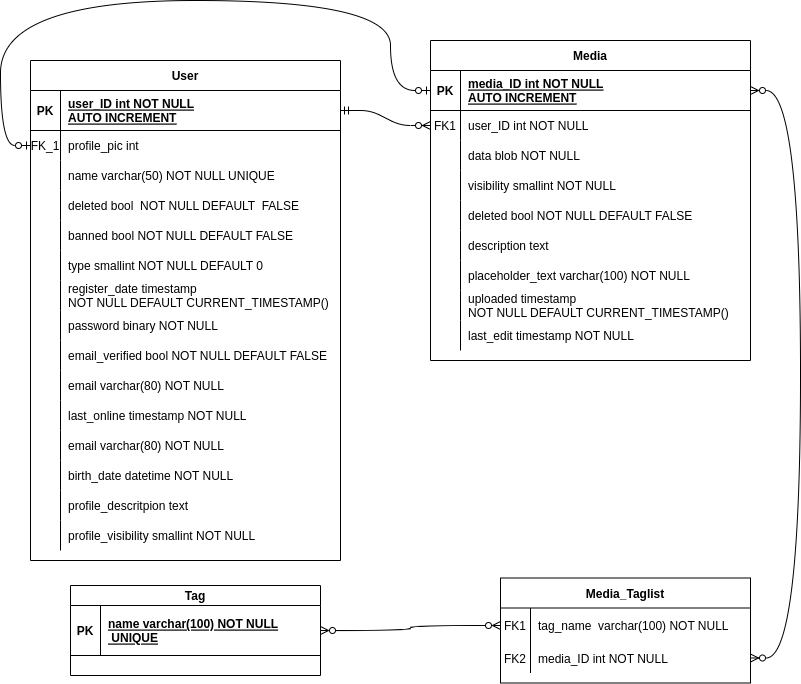 User
PK
user_ID int NOT NULL
AUTO INCREMENT
FK_1
profile_pic int
name varchar(50) NOT NULL UNIQUE
deleted bool  NOT NULL DEFAULT  FALSE
banned bool NOT NULL DEFAULT FALSE
type smallint NOT NULL DEFAULT 0
register_date timestamp
NOT NULL DEFAULT CURRENT_TIMESTAMP()
password binary NOT NULL
email_verified bool NOT NULL DEFAULT FALSE
email varchar(80) NOT NULL
last_online timestamp NOT NULL
email varchar(80) NOT NULL
birth_date datetime NOT NULL
profile_descritpion text
profile_visibility smallint NOT NULL
Media
PK
media_ID int NOT NULL
AUTO INCREMENT
FK1
user_ID int NOT NULL
data blob NOT NULL
visibility smallint NOT NULL
deleted bool NOT NULL DEFAULT FALSE
description text
placeholder_text varchar(100) NOT NULL
uploaded timestamp
NOT NULL DEFAULT CURRENT_TIMESTAMP()
last_edit timestamp NOT NULL
Tag
PK
name varchar(100) NOT NULL
UNIQUE
Media_Taglist
FK1
tag_name  varchar(100) NOT NULL
FK2
media_ID int NOT NULL